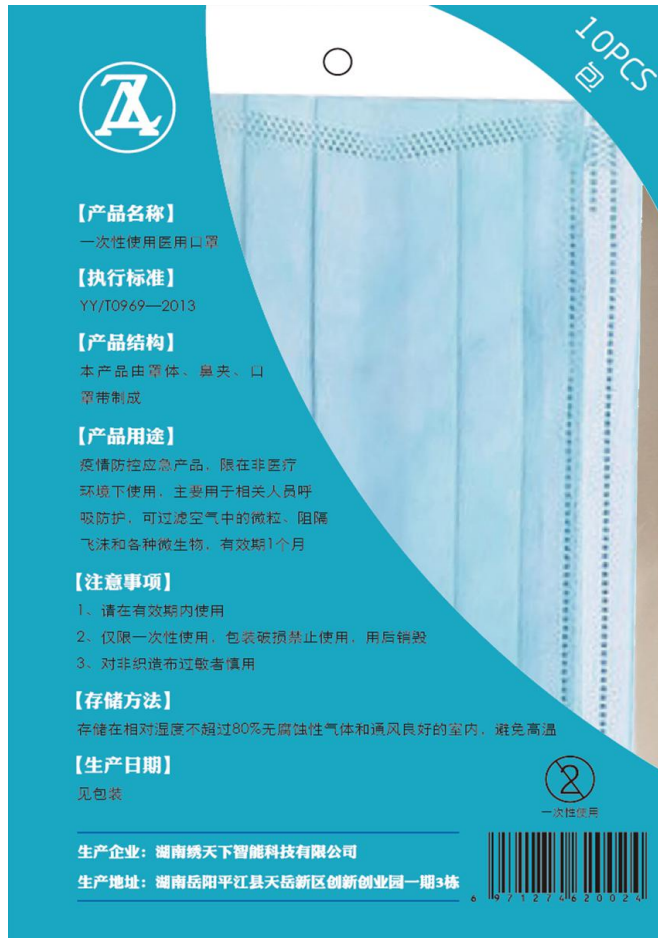 10PCS
包
【产品名称】
一次性使用医用口罩
【执行标准】
YY/T0969—2013
【产品结构】
本产品由罩体、鼻夹、口
罩带制成
【产品用途】
疫情防控应急产品，限在非医疗
环境下使用，主要用于相关人员呼
吸防护，可过滤空气中的微粒、阻隔
飞沫和各种微生物，有效期1个月
【注意事项】
1、请在有效期内使用
2、仅限一次性使用，包装破损禁止使用，用后销毁
3、对非织造布过敏者慎用
【存储方法】
存储在相对湿度不超过80%无腐蚀性气体和通风良好的室内，避免高温
【生产日期】
见包装
2
一次性使用
生产企业：湖南绣天下智能科技有限公司
生产地址：湖南岳阳平江县天岳新区创新创业园一期3栋
6 971274620024